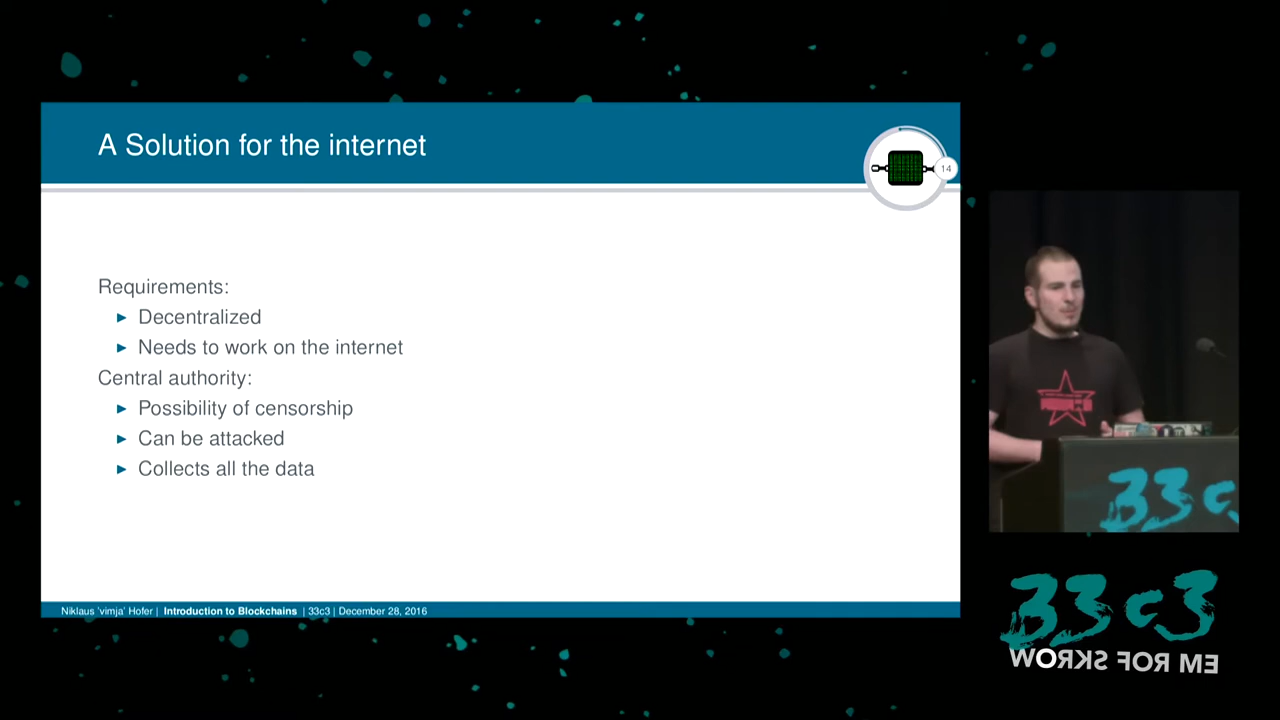 A Solution for the internet
14
Requirements:
► Decentralized
► Needs to work on the internet
Central authority:
► Possibility of censorship
► Can be attacked
► Collects all the data
Niklaus 'vimja' Hofer | Introduction to Blockchains | 33c3 | December 28, 2016
33c3
33c3
WORKS FOR ME